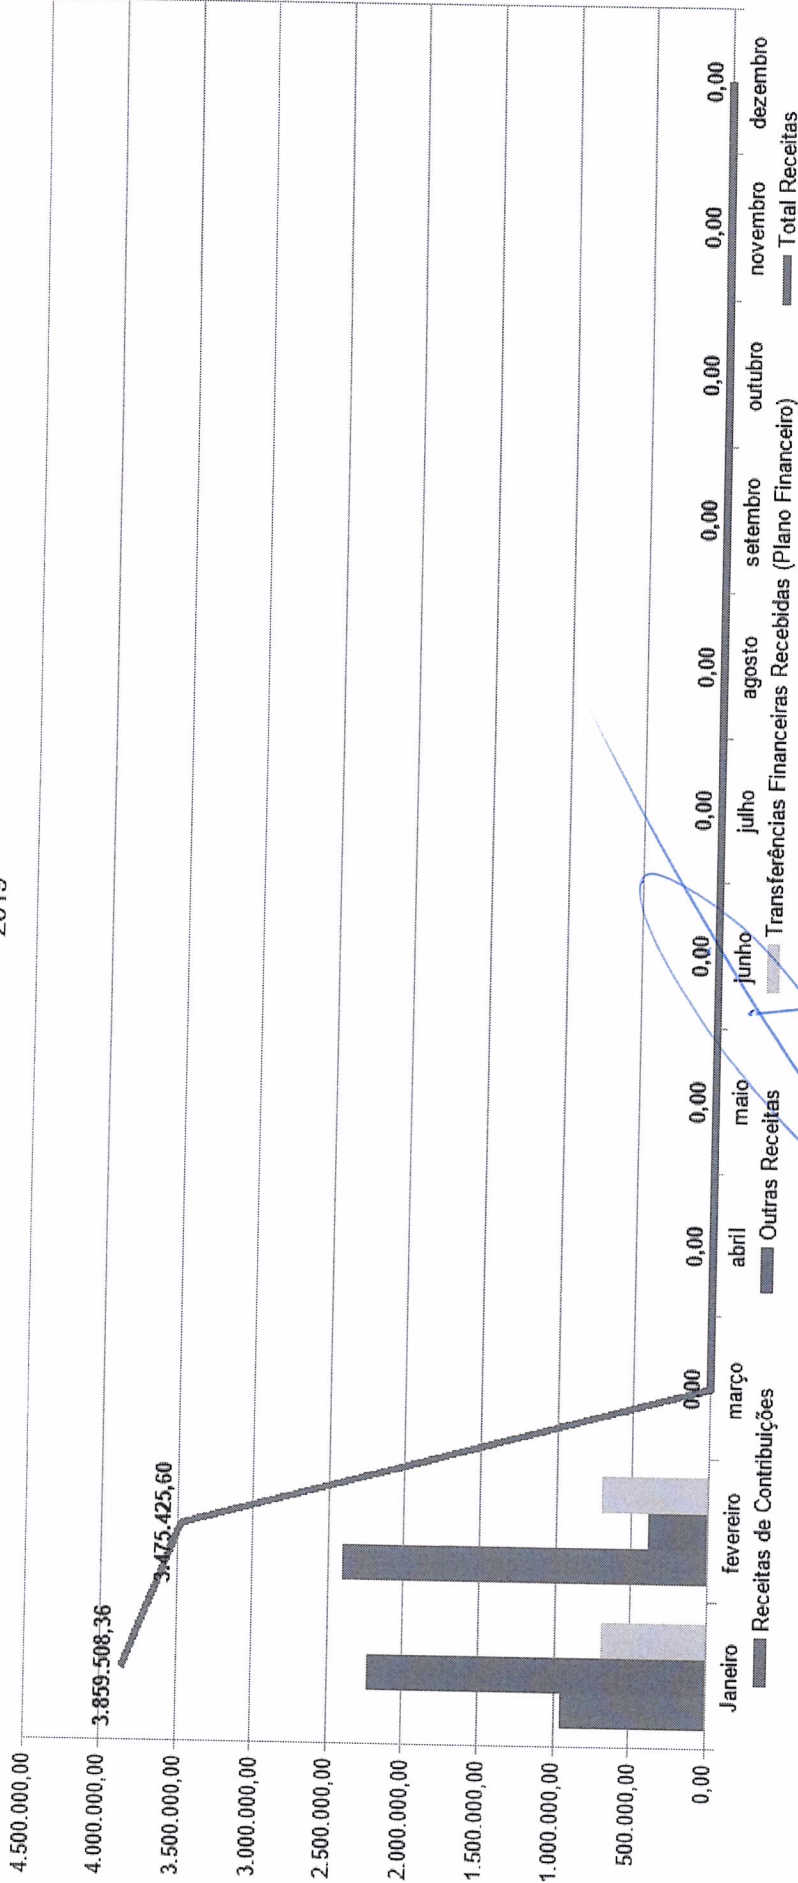 4.500.000,00
4.000.000,00
3.500.000,00
3.000.000,00
2.500.000,00
2.000.000,00
1.500.000,00
1.000.000,00
500.000,00
0,00
3.859.508,36
3.475.425,60
0,00
0,00
0,00
0,00
0,00
0,00
0,00
0,00
0,00
0,00
Janeiro
fevereiro
março
abril
maio
junho
julho
agosto
setembro
outubro
novembro
dezembro
Receitas de Contribuições
Outras Receitas
Transferências Financeiras Recebidas (Plano Financeiro)
Total Receitas